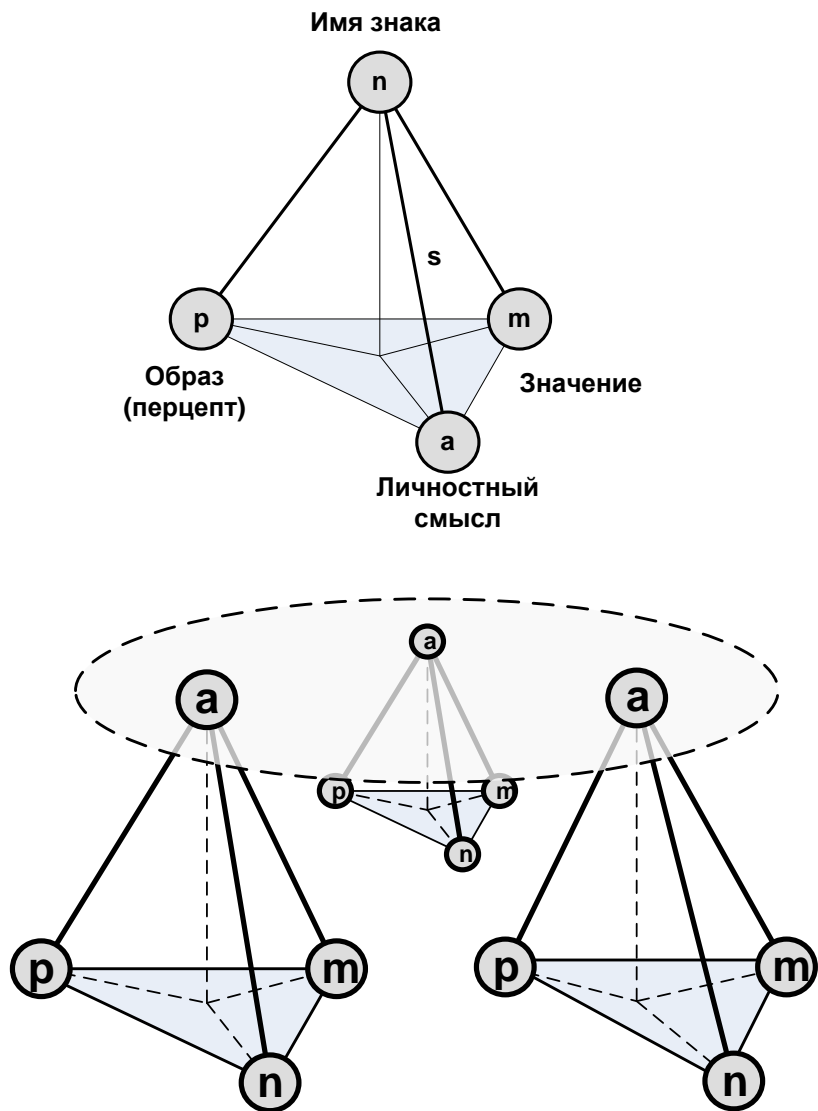 Имя знака
n
s
p
m
Образ
(перцепт)
Значение
a
Личностный
смысл
a
a
a
p
m
n
p
m
n
p
m
n